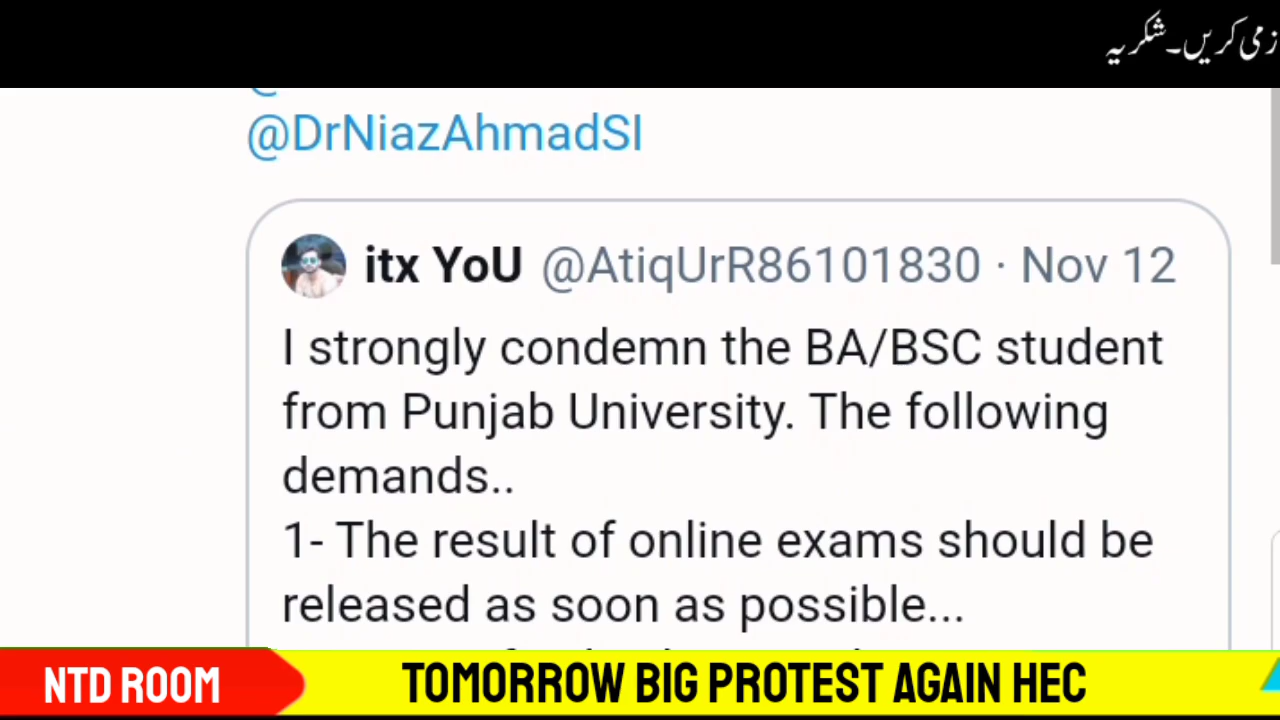 کریں۔شکریہ
@DrNiazAhmadSI
itx YoU @AtiqUrR86101830 · Nov 12
I strongly condemn the BA/BSC student
from Punjab University. The following
demands..
1- The result of online exams should be
released as soon as possible...
NTD ROOM
TOMORROW BIG PROTEST AGAIN HEC